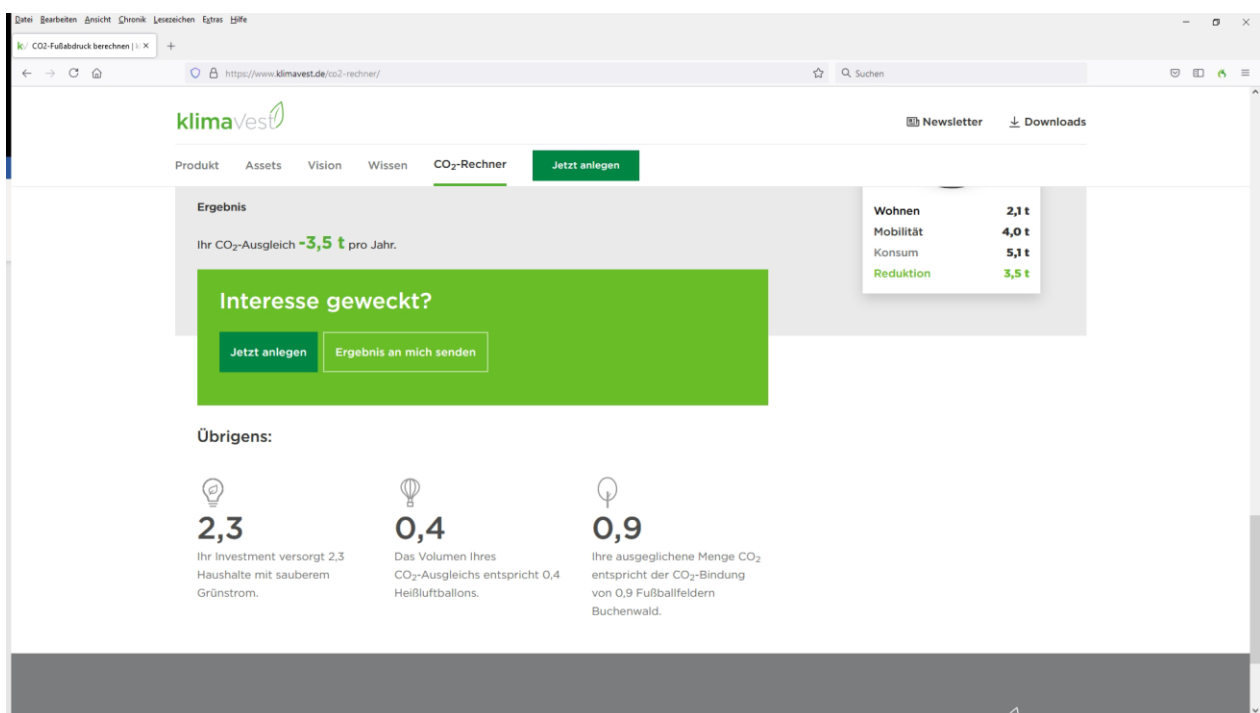 Datei Bearbeiten Ansicht Chronik Lesezeichen Extras Hilfe
CO2-Fußabdruck berechnen |
https://www.klimavest.de/co2-rechner/
Suchen
klimaVest
Newsletter
Downloads
Produkt Assets Vision Wissen CO₂-Rechner Jetzt anlegen
Ergebnis
Ihr CO₂-Ausgleich -3,5 t pro Jahr.
Wohnen 2,1 t
Mobilität 4,0 t
Konsum 5,1 t
Reduktion 3,5 t
Interesse geweckt?
Jetzt anlegen
Ergebnis an mich senden
Übrigens:
2,3
Ihr Investment versorgt 2,3
Haushalte mit sauberem
Grünstrom.
0,4
Das Volumen Ihres
CO₂-Ausgleichs entspricht 0,4
Heißluftballons.
0,9
Ihre ausgeglichene Menge CO₂
entspricht der CO₂-Bindung
von 0,9 Fußballfeldern
Buchenwald.